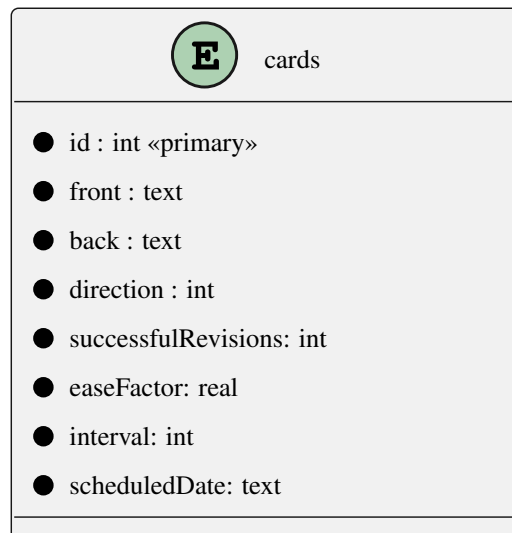 E cards
id : int «primary»
front : text
back : text
direction : int
successfulRevisions: int
easeFactor: real
interval: int
scheduledDate: text